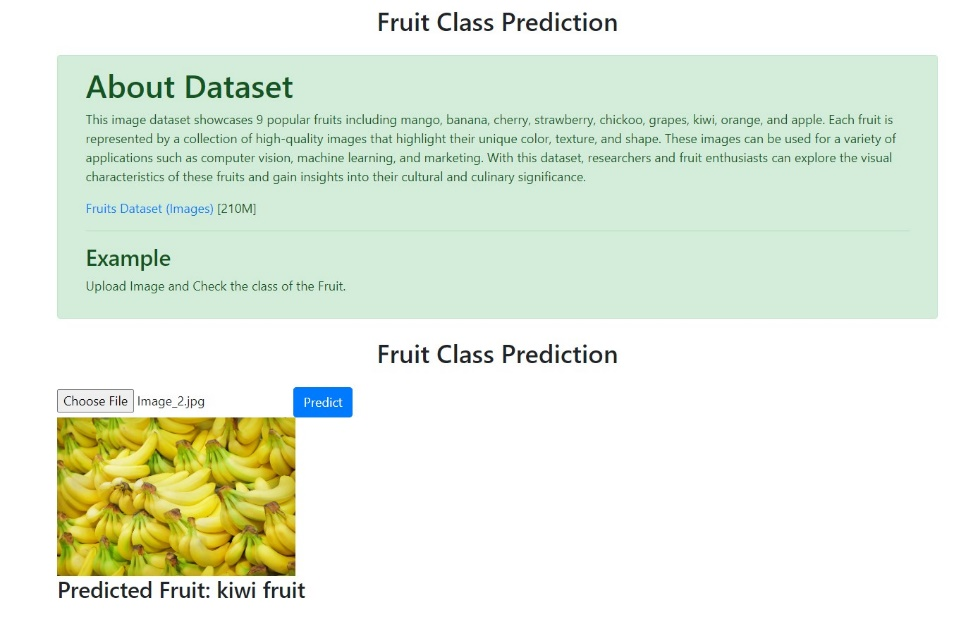 Fruit Class Prediction
About Dataset
This image dataset showcases 9 popular fruits including mango, banana, cherry, strawberry, chickoo, grapes, kiwi, orange, and apple. Each fruit is
represented by a collection of high-quality images that highlight their unique color, texture, and shape. These images can be used for a variety of
applications such as computer vision, machine learning, and marketing. With this dataset, researchers and fruit enthusiasts can explore the visual
characteristics of these fruits and gain insights into their cultural and culinary significance.
Fruits Dataset (Images) [210M]
Example
Upload Image and Check the class of the Fruit.
Fruit Class Prediction
Choose File Image_2.jpg Predict
Predicted Fruit: kiwi fruit